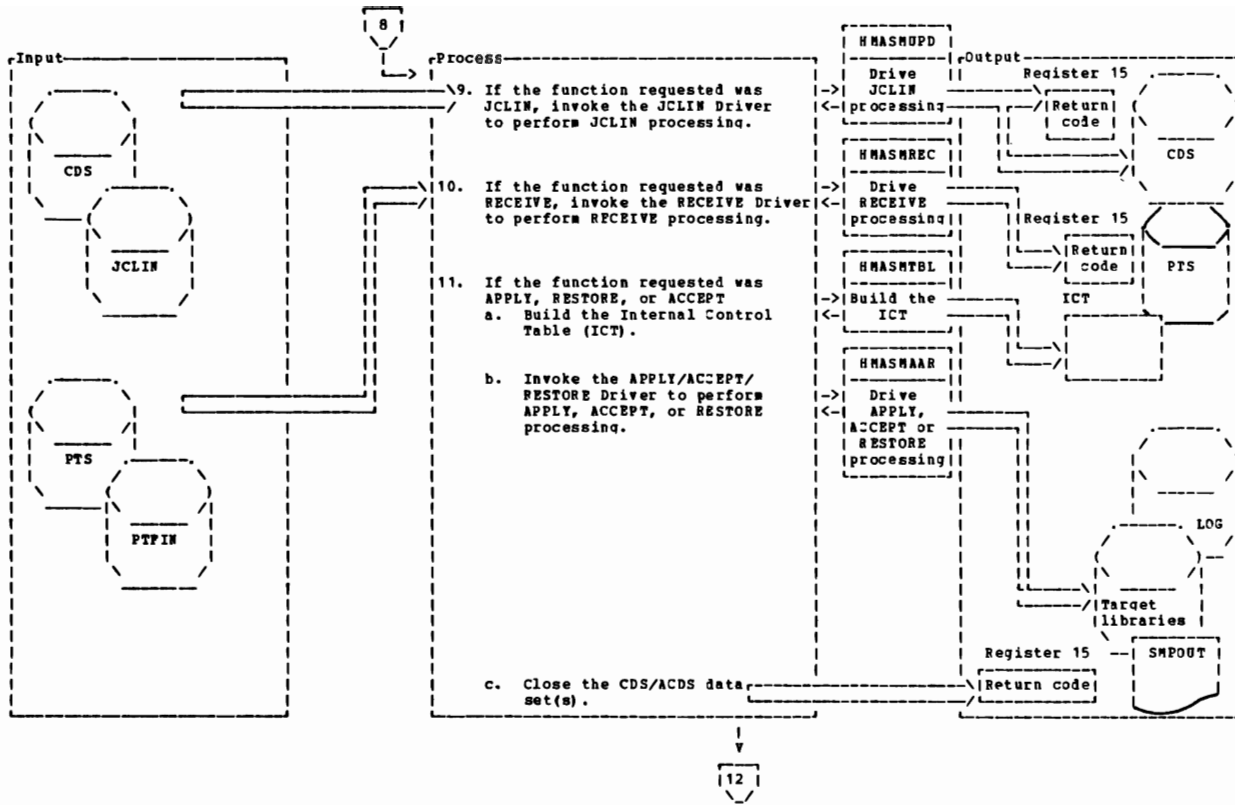 8
Input
Process
HMASMUPD
Output
9. If the function requested was
JCLIN, invoke the JCLIN Driver
to perform JCLIN processing.
Drive
JCLIN
processing
Register 15
Return
code
CDS
CDS
JCLIN
10. If the function requested was
RECEIVE, invoke the RECEIVE Driver
to perform RECEIVE processing.
HMASMREC
Drive
RECEIVE
processing
Register 15
Return
code
PTS
11. If the function requested was
APPLY, RESTORE, or ACCEPT
a. Build the Internal Control
Table (ICT).
HMASMTBL
Build the
ICT
ICT
b. Invoke the APPLY/ACCEPT/
RESTORE Driver to perform
APPLY, ACCEPT, or RESTORE
processing.
HMASMAAR
Drive
APPLY,
ACCEPT or
RESTORE
processing
PTS
PTFIN
LOG
Target
libraries
SMPOUT
c. Close the CDS/ACDS data
set(s).
Register 15
Return code
12